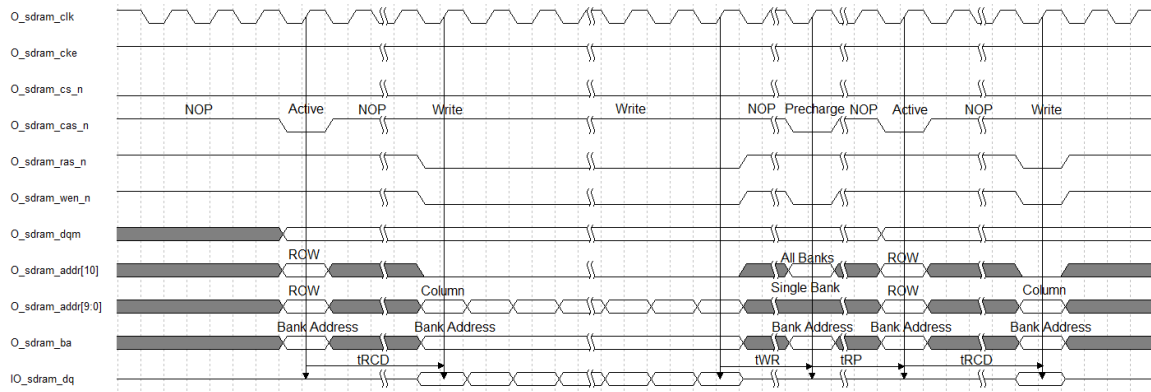 O_sdram_clk
O_sdram_cke
O_sdram_cs_n
NOP Active NOP Write Write NOP Precharge NOP Active NOP Write
O_sdram_cas_n
O_sdram_ras_n
O_sdram_wen_n
O_sdram_dqm
ROW All Banks ROW
O_sdram_addr[10]
ROW Column Single Bank ROW Column
O_sdram_addr[9:0]
Bank Address Bank Address Bank Address Bank Address Bank Address
O_sdram_ba
tRCD tWR tRP tRCD
IO_sdram_dq